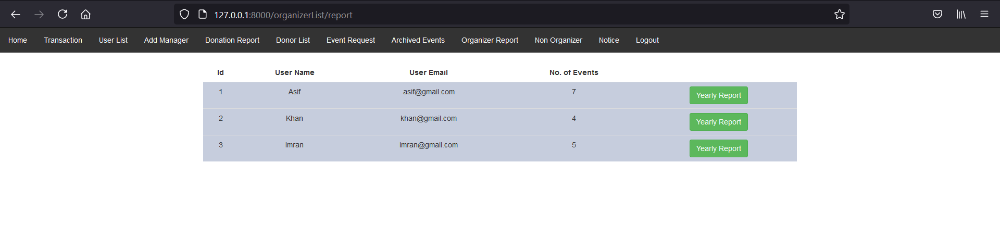 127.0.0.1:8000/organizerList/report
Home Transaction User List Add Manager Donation Report Donor List Event Request Archived Events Organizer Report Non Organizer Notice Logout
Id User Name User Email No. of Events
1 Asif asif@gmail.com 7 Yearly Report
2 Khan khan@gmail.com 4 Yearly Report
3 Imran imran@gmail.com 5 Yearly Report